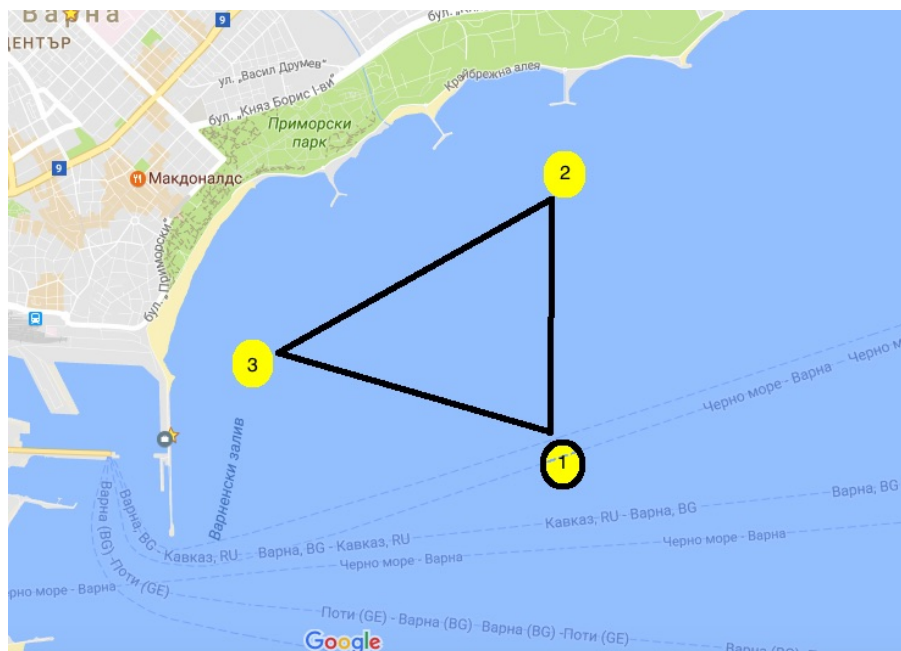 Варна
9
бул. „Княз
ЦЕНТЪР
ул. „Васил Друмев“
Крайбрежна алея
бул. „Княз Борис I-ви“
Приморски
парк
9
Макдоналдс
2
бул. „Приморски“
3
Черно море - Варна - Черно мо
Варненски залив
1
Варна, BG
Кавказ, RU - Варна, BG
Варна, BG - Кавказ, RU - Варна, BG - Кавказ, RU
Варна (BG) -Поти (GE)
Черно море - Варна
Черно море - Варна
Черно море - Варна
Поти (GE) - Варна (BG)
Варна (BG) -Поти (GE)
Google